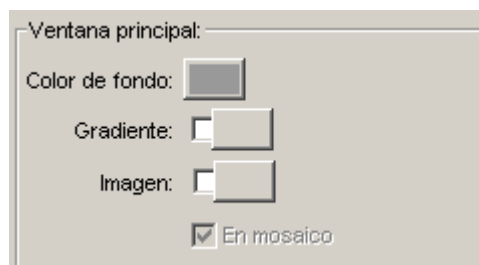 Ventana principal:
Color de fondo:
Gradiente:
Imagen:
En mosaico